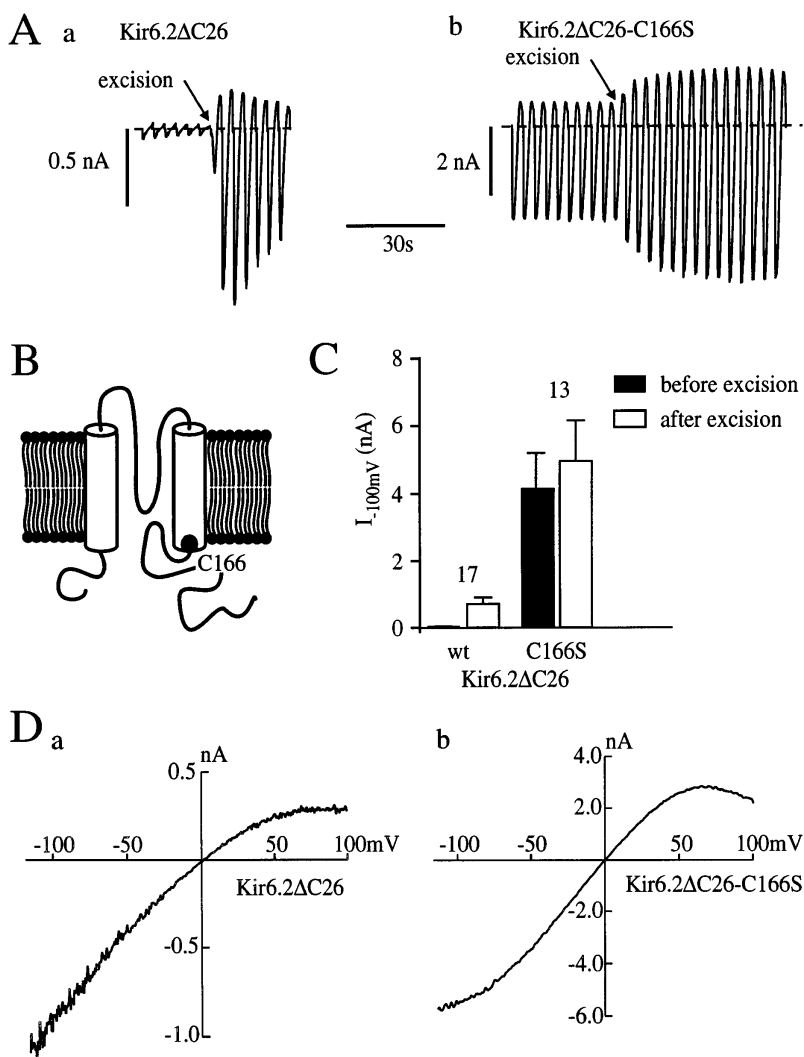 A
a
Kir6.2ΔC26
excision
0.5 nA
30s
b
Kir6.2ΔC26-C166S
excision
2 nA
B
C166
C
8
6
4
2
0
I-100mV (nA)
17
13
before excision
after excision
wt
C166S
Kir6.2ΔC26
D
a
nA
0.5
-100
-50
50
100mV
Kir6.2ΔC26
-0.5
-1.0
b
4.0
nA
2.0
-100
-50
50
100mV
Kir6.2ΔC26-C166S
-2.0
-4.0
-6.0